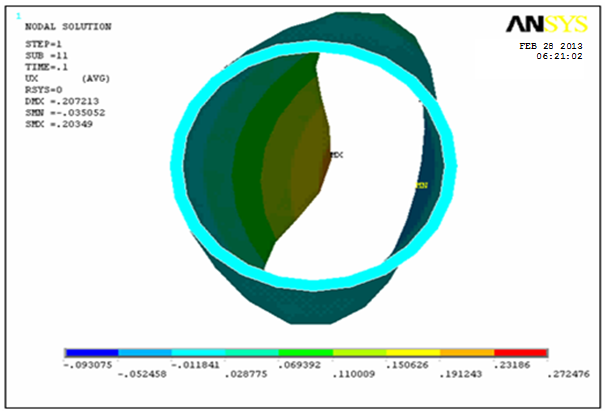 1
NODAL SOLUTION
STEP=1
SUB =11
TIME=.1
UX (AVG)
RSYS=0
DMX =.207213
SMN =-.035052
SMX =.20349
ANSYS
FEB 28 2013
06:21:02
MX
MN
-.093075 -.011841 .069392 .150626 .23186
-.052458 .028775 .110009 .191243 .272476